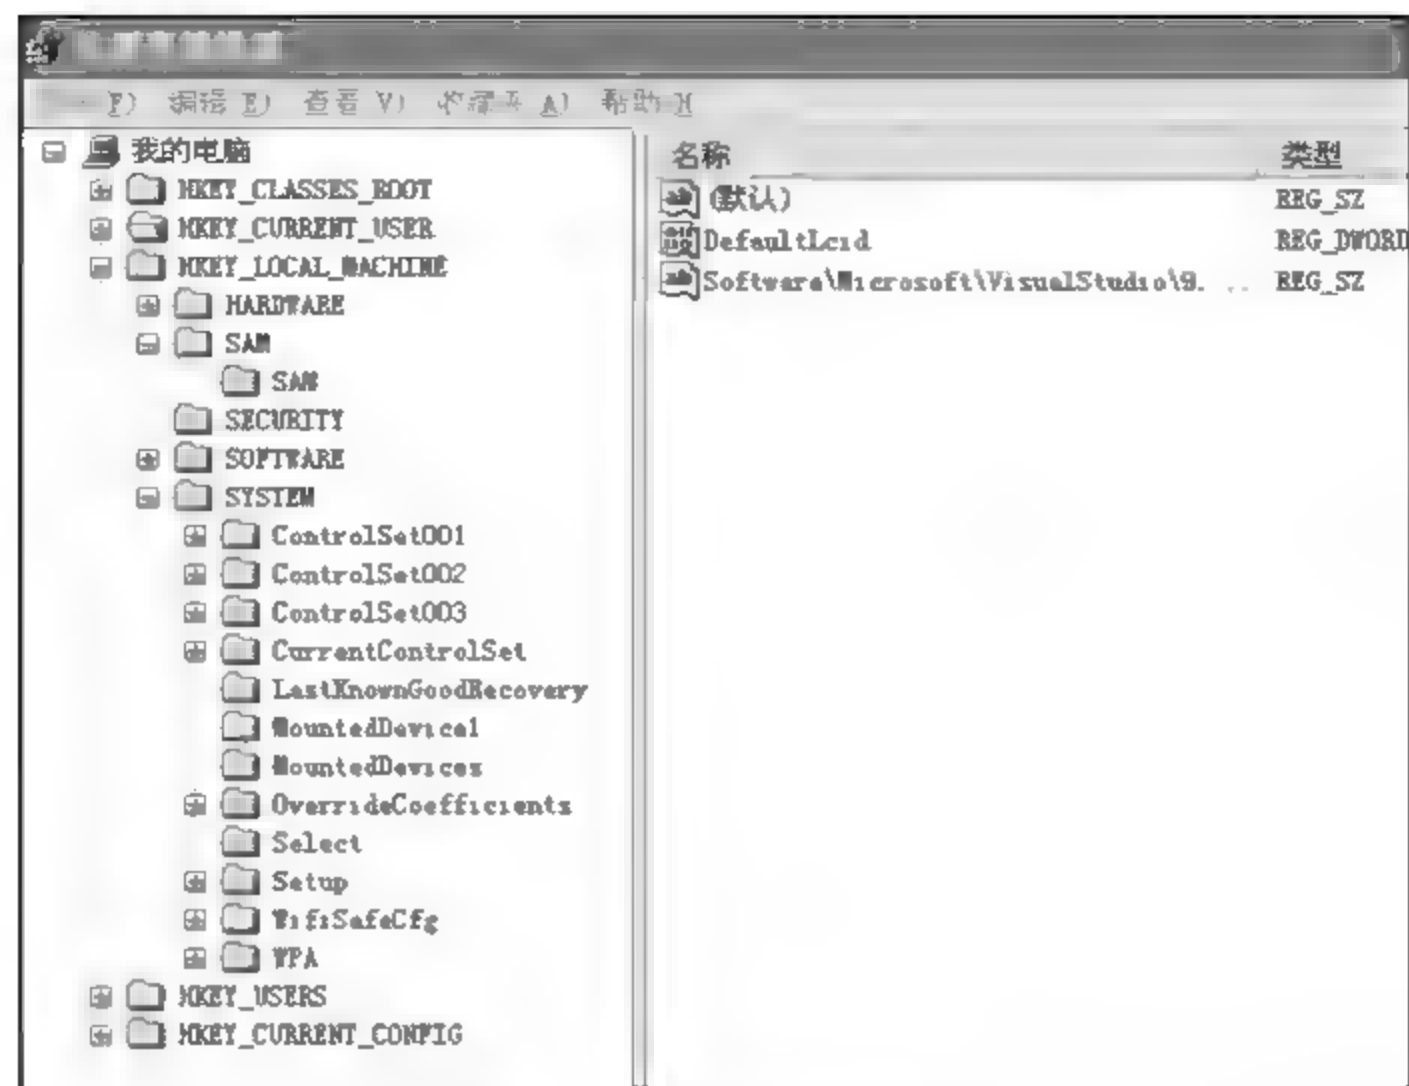 F) 编辑 E) 查看 V) 收藏夹 A) 帮助 H
我的电脑
HKEY_CLASSES_ROOT
HKEY_CURRENT_USER
HKEY_LOCAL_MACHINE
HARDWARE
SAM
SAM
SECURITY
SOFTWARE
SYSTEM
ControlSet001
ControlSet002
ControlSet003
CurrentControlSet
LastKnownGoodRecovery
MountedDevice1
MountedDevices
OverrideCoefficients
Select
Setup
WifiSafeCfg
WPA
HKEY_USERS
HKEY_CURRENT_CONFIG
名称 类型
(默认) REG_SZ
DefaultLcid REG_DWORD
Software\Microsoft\VisualStudio\9. .. REG_SZ